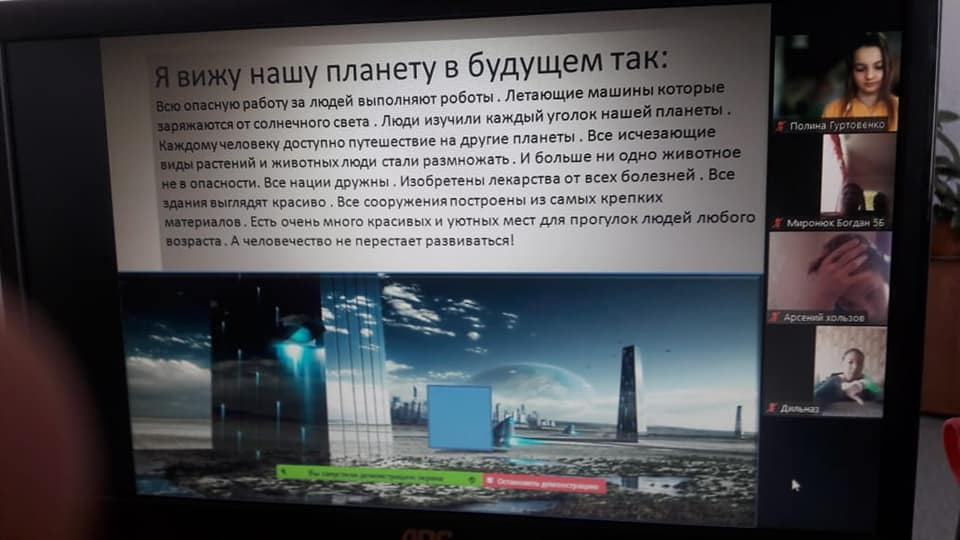 Я вижу нашу планету в будущем так:
Всю опасную работу за людей выполняют роботы . Летающие машины которые
заряжаются от солнечного света . Люди изучили каждый уголок нашей планеты .
Каждому человеку доступно путешествие на другие планеты . Все исчезающие
виды растений и животных люди стали размножать . И больше ни одно животное
не в опасности. Все нации дружны . Изобретены лекарства от всех болезней . Все
здания выглядят красиво . Все сооружения построены из самых крепких
материалов . Есть очень много красивых и уютных мест для прогулок людей любого
возраста . А человечество не перестает развиваться!
Полина Гуртовенко
Миронюк Богдан 5Б
Арсений хользов
Дильназ
Вы запустили демонстрацию экрана
Остановить демонстрацию
AOC